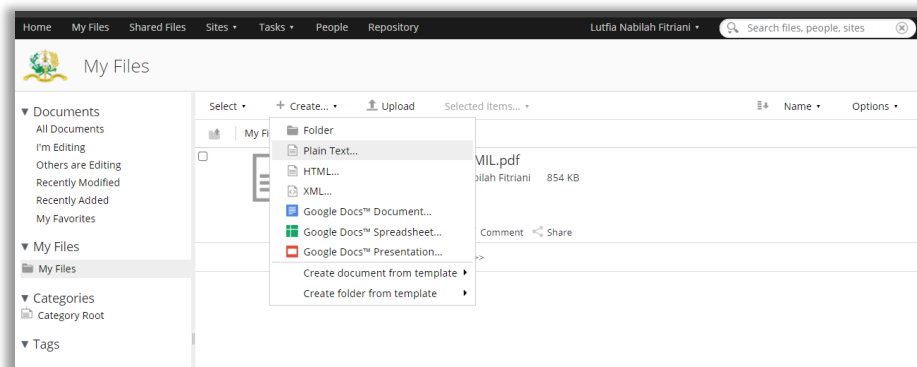 Home My Files Shared Files Sites Tasks People Repository Lutfia Nabilah Fitriani Search files, people, sites
My Files
Documents
All Documents
I'm Editing
Others are Editing
Recently Modified
Recently Added
My Favorites
My Files
My Files
Categories
Category Root
Tags
Select + Create... Upload Selected Items... Name Options
My Fi
MIL.pdf
bilah Fitriani 854 KB
Comment Share
>>
Folder
Plain Text...
HTML...
XML...
Google Docs™ Document...
Google Docs™ Spreadsheet...
Google Docs™ Presentation...
Create document from template
Create folder from template